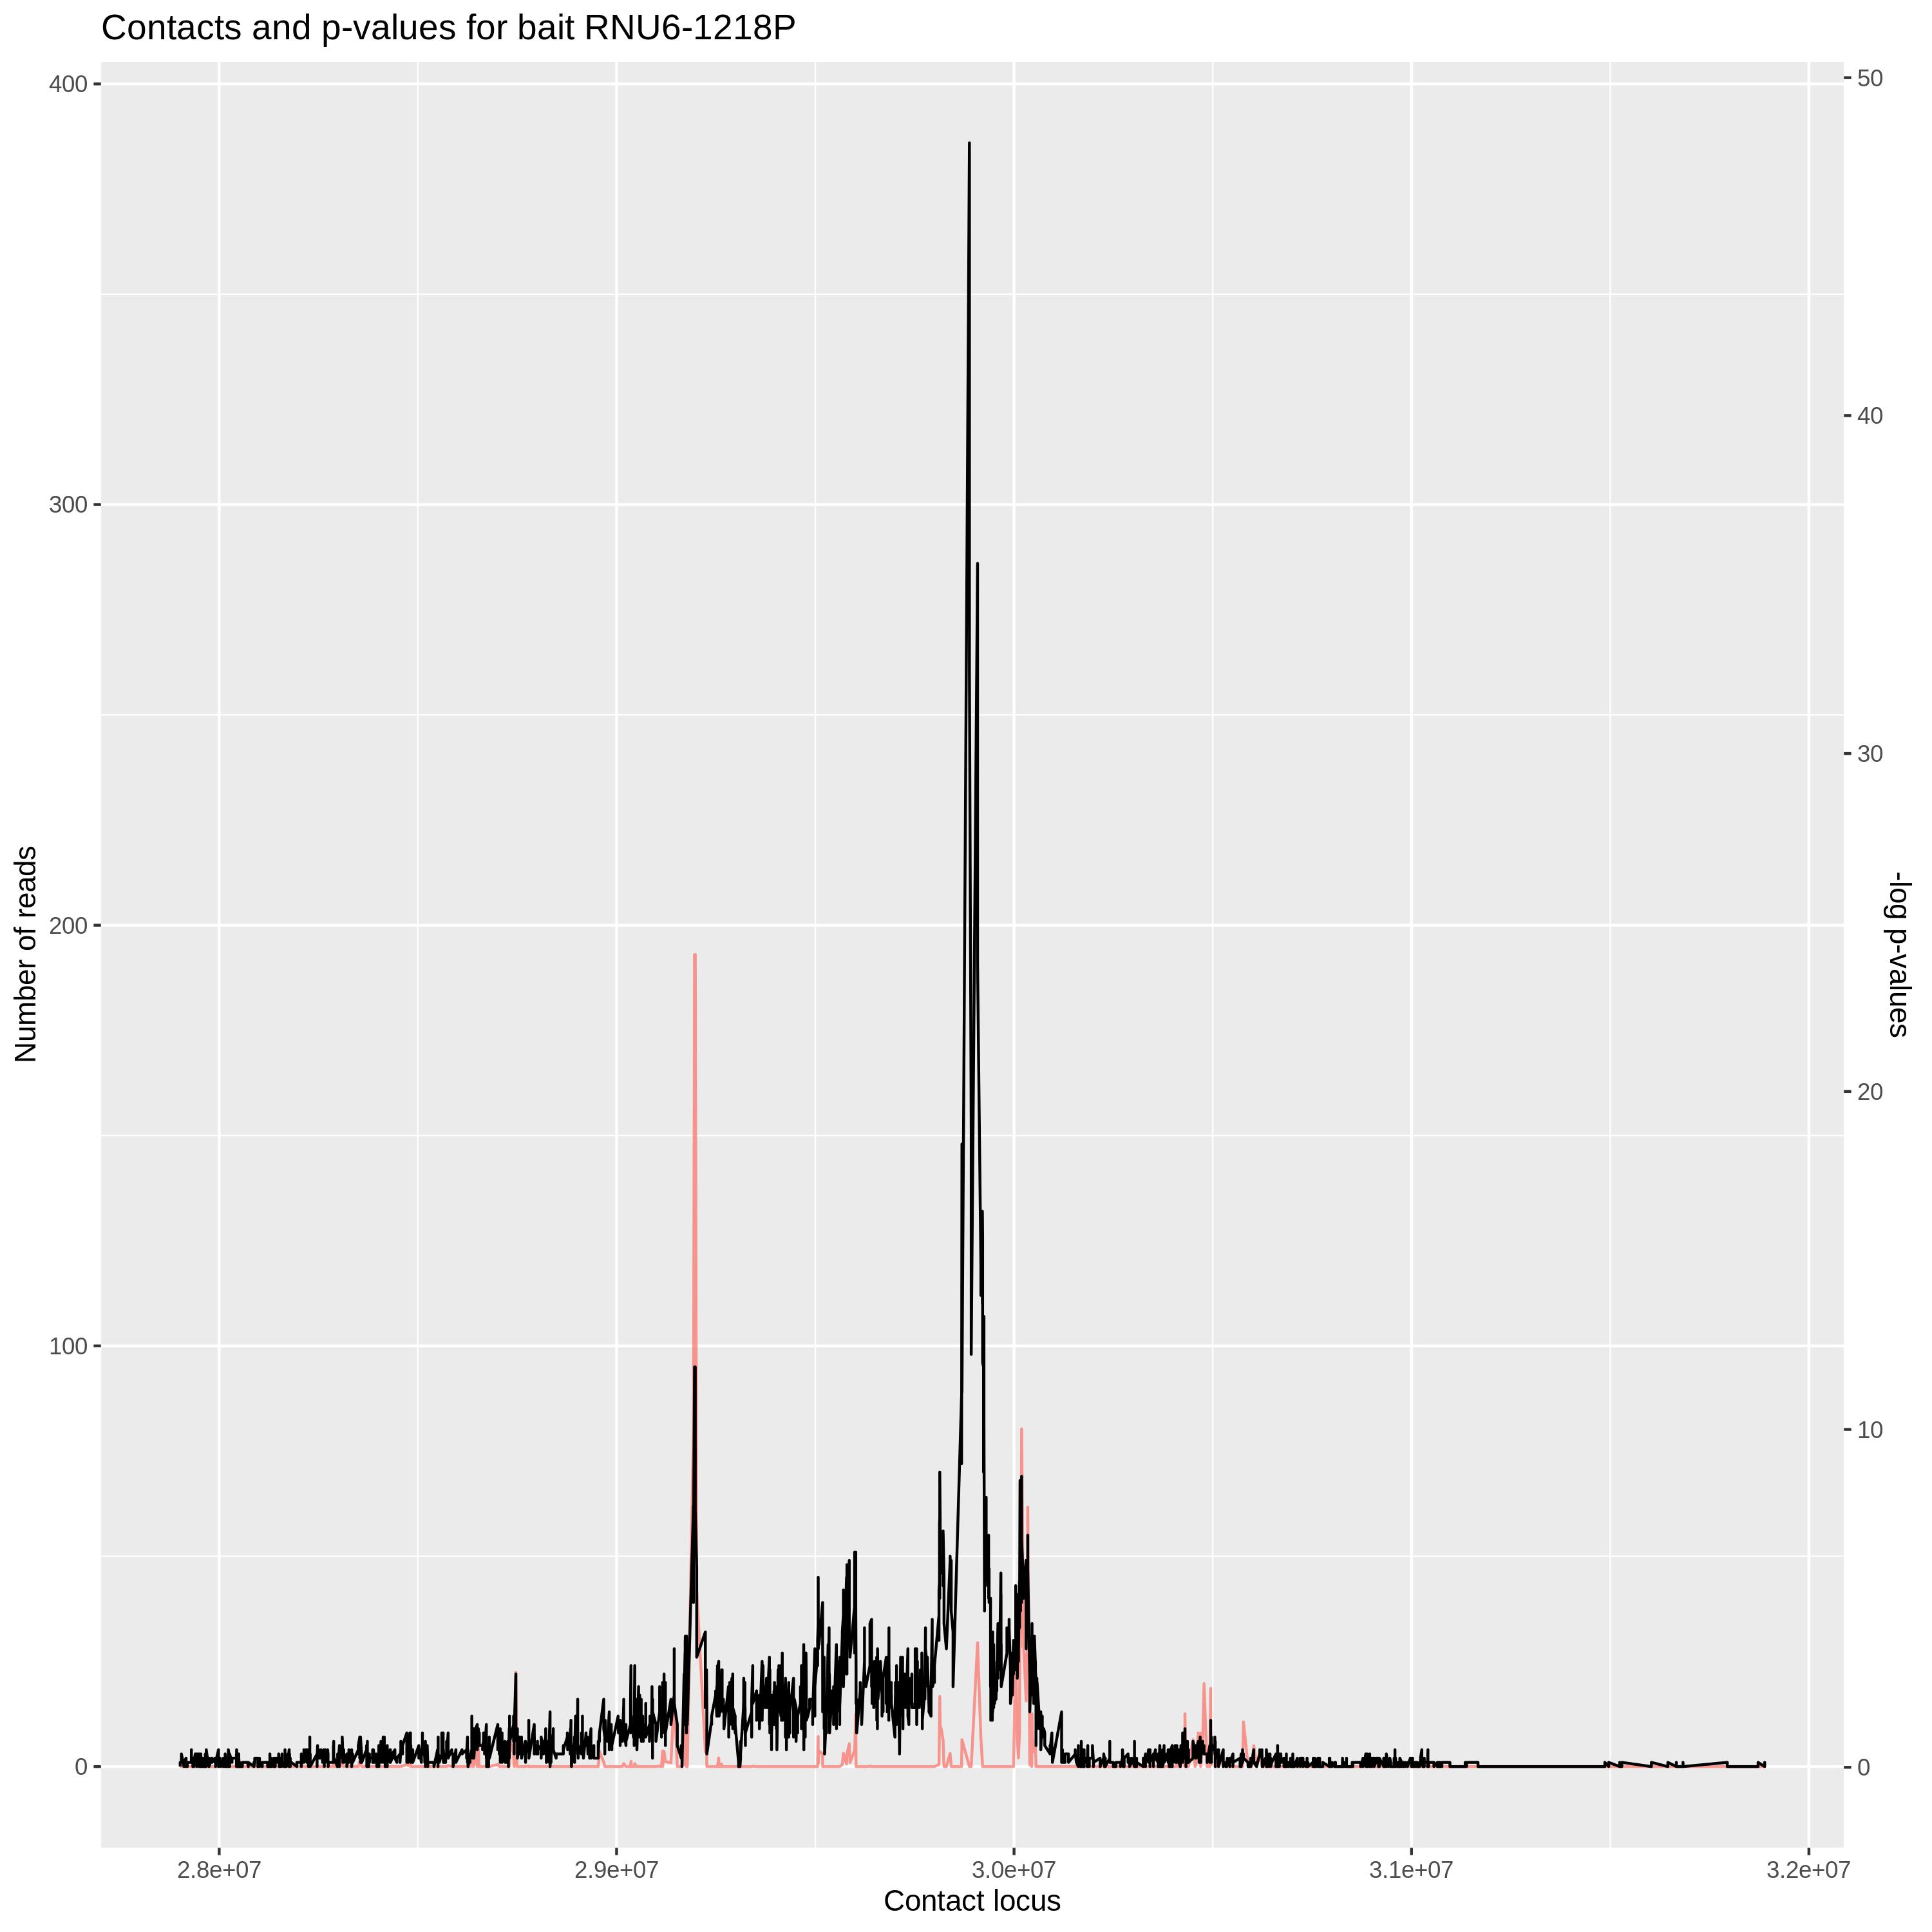 Contacts and p-values for bait RNU6-1218P
400
300
200
100
0
50
40
30
20
10
0
Number of reads
-log p-values
2.8e+07
2.9e+07
3.0e+07
3.1e+07
3.2e+07
Contact locus